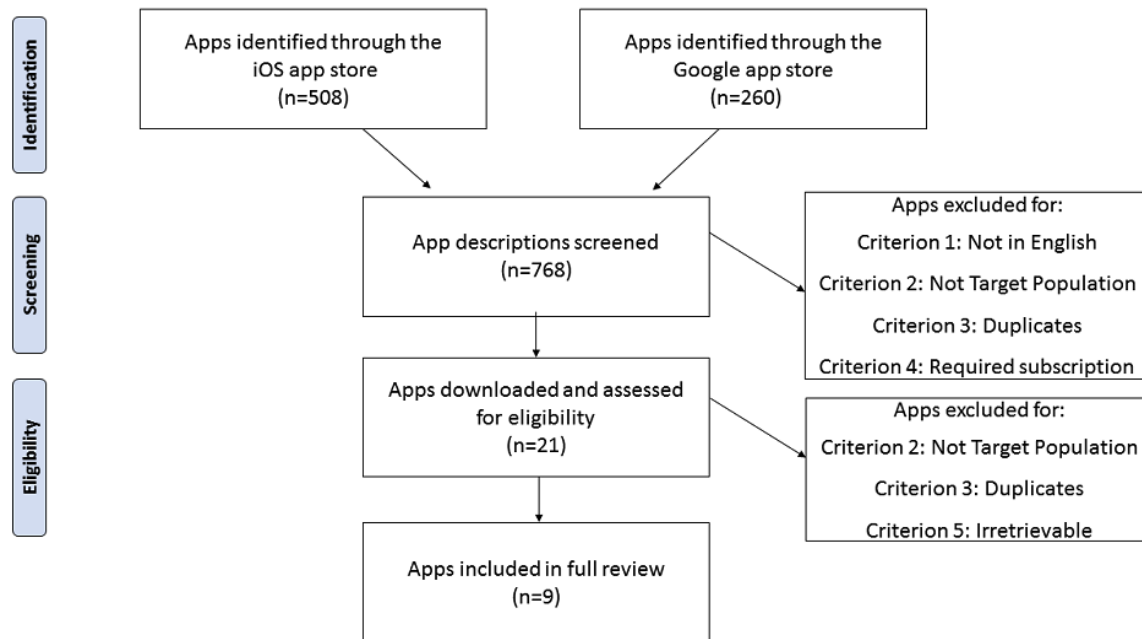 Identification
Apps identified through the
iOS app store
(n=508)
Apps identified through the
Google app store
(n=260)
Screening
App descriptions screened
(n=768)
Apps excluded for:
Criterion 1: Not in English
Criterion 2: Not Target Population
Criterion 3: Duplicates
Criterion 4: Required subscription
Eligibility
Apps downloaded and assessed
for eligibility
(n=21)
Apps excluded for:
Criterion 2: Not Target Population
Criterion 3: Duplicates
Criterion 5: Irretrievable
Apps included in full review
(n=9)